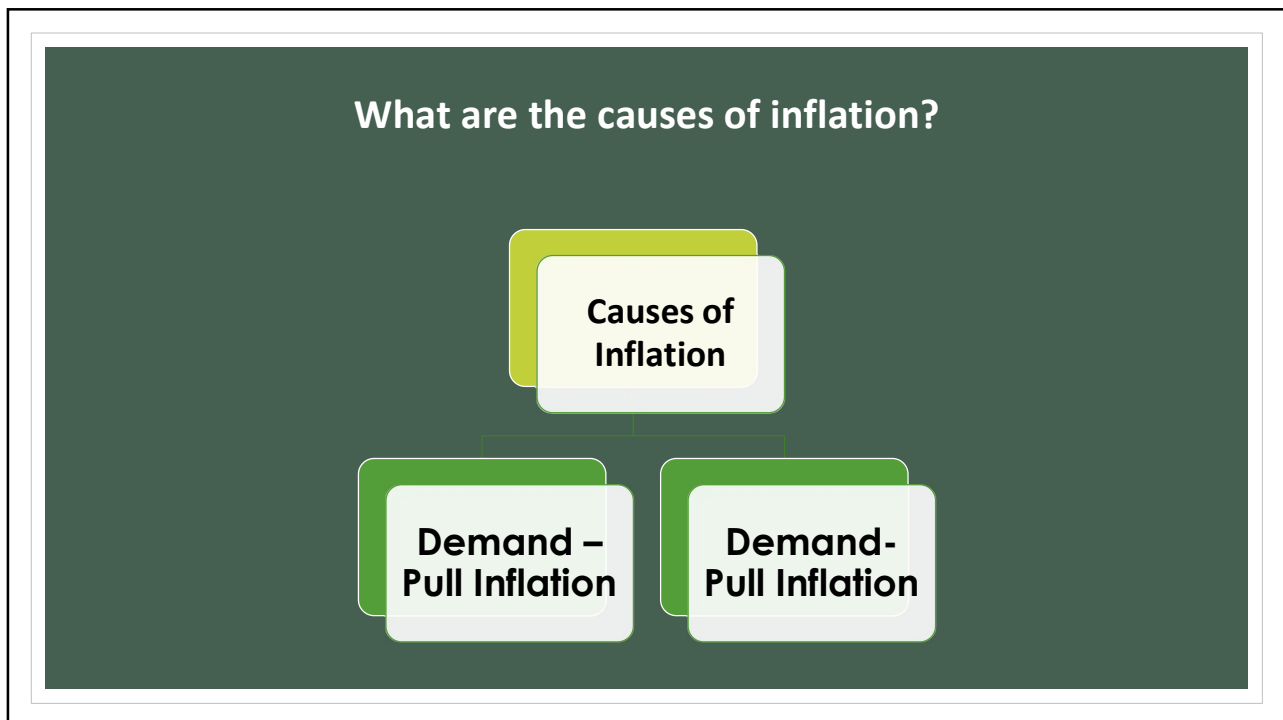 What are the causes of inflation?
Causes of
Inflation
Demand –
Pull Inflation
Demand-
Pull Inflation